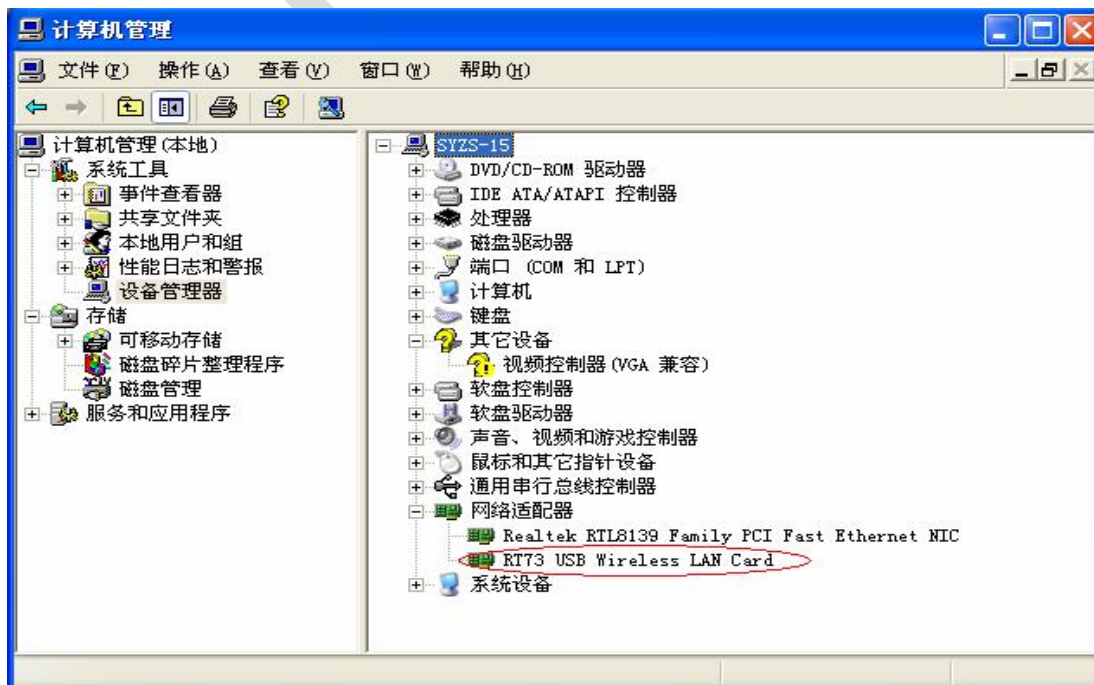 计算机管理
文件(F) 操作(A) 查看(V) 窗口(W) 帮助(H)
计算机管理(本地)
系统工具
事件查看器
共享文件夹
本地用户和组
性能日志和警报
设备管理器
存储
可移动存储
磁盘碎片整理程序
磁盘管理
服务和应用程序
SYZS-15
DVD/CD-ROM 驱动器
IDE ATA/ATAPI 控制器
处理器
磁盘驱动器
端口 (COM 和 LPT)
计算机
键盘
其它设备
视频控制器(VGA 兼容)
软盘控制器
软盘驱动器
声音、视频和游戏控制器
鼠标和其它指针设备
通用串行总线控制器
网络适配器
Realtek RTL8139 Family PCI Fast Ethernet NIC
RT73 USB Wireless LAN Card
系统设备